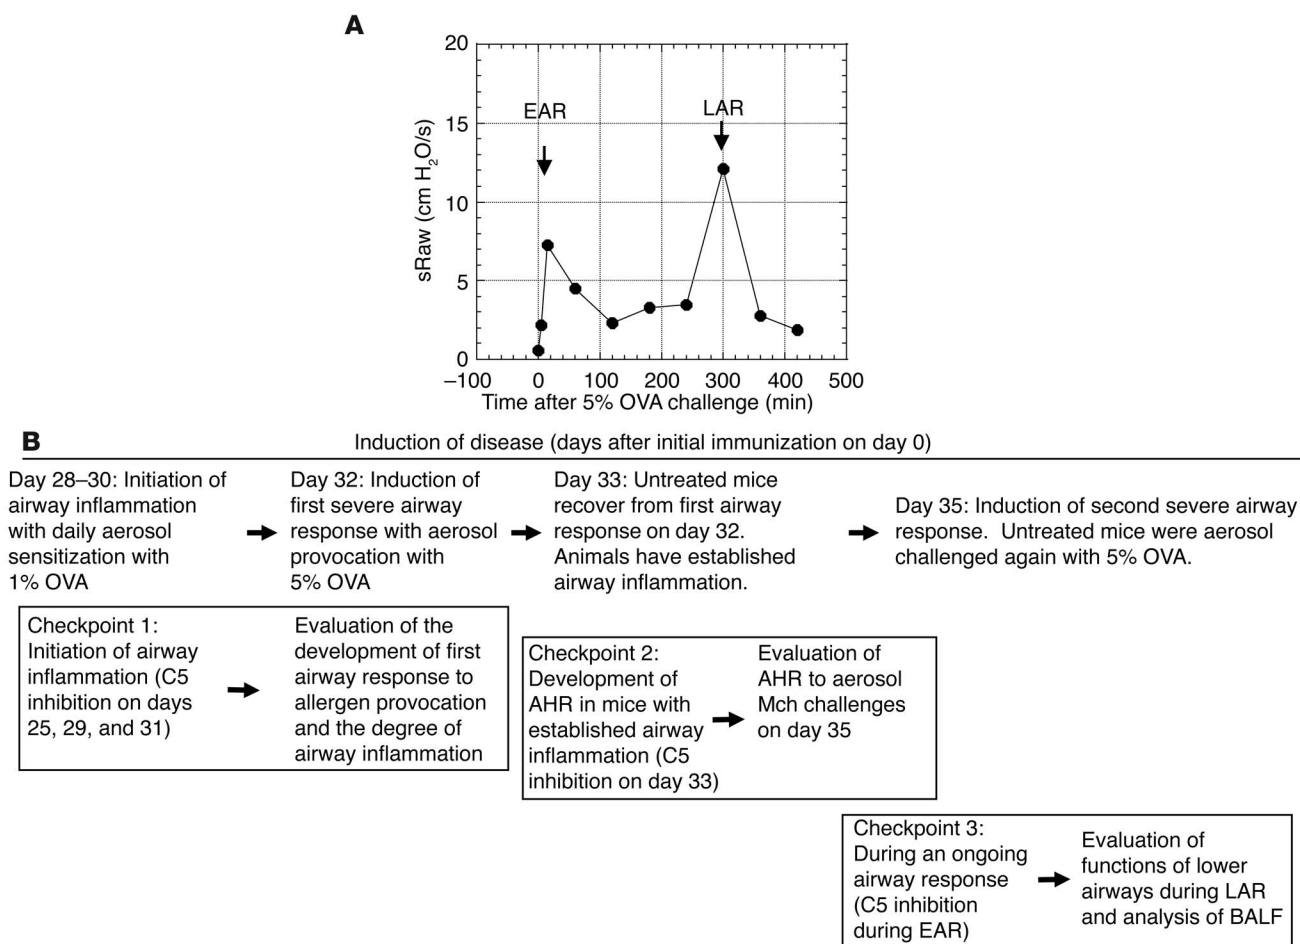 A
20
15
10
5
0
sRaw (cm H2O/s)
EAR
LAR
–100 0 100 200 300 400 500
Time after 5% OVA challenge (min)
B
Induction of disease (days after initial immunization on day 0)
Day 28–30: Initiation of
airway inflammation
with daily aerosol
sensitization with
1% OVA
Day 32: Induction of
first severe airway
response with aerosol
provocation with
5% OVA
Day 33: Untreated mice
recover from first airway
response on day 32.
Animals have established
airway inflammation.
Day 35: Induction of second severe airway
response. Untreated mice were aerosol
challenged again with 5% OVA.
Checkpoint 1:
Initiation of airway
inflammation (C5
inhibition on days
25, 29, and 31)
Evaluation of the
development of first
airway response to
allergen provocation
and the degree of
airway inflammation
Checkpoint 2:
Development of
AHR in mice with
established airway
inflammation (C5
inhibition on day 33)
Evaluation of
AHR to aerosol
Mch challenges
on day 35
Checkpoint 3:
During an ongoing
airway response
(C5 inhibition
during EAR)
Evaluation of
functions of lower
airways during LAR
and analysis of BALF